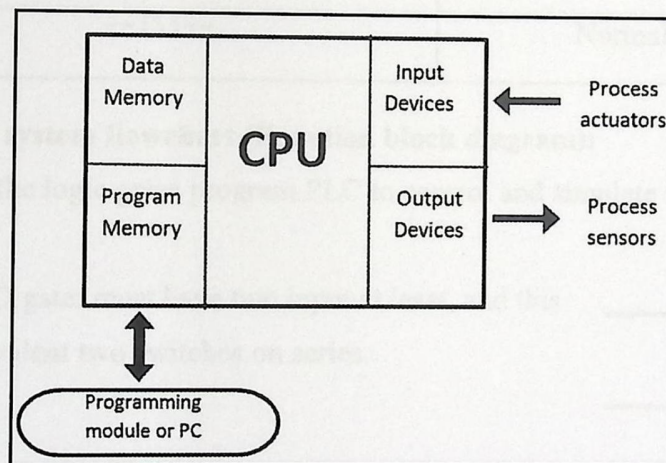 Data
Memory
CPU
Input
Devices
Process
actuators
Program
Memory
Output
Devices
Process
sensors
Programming
module or PC